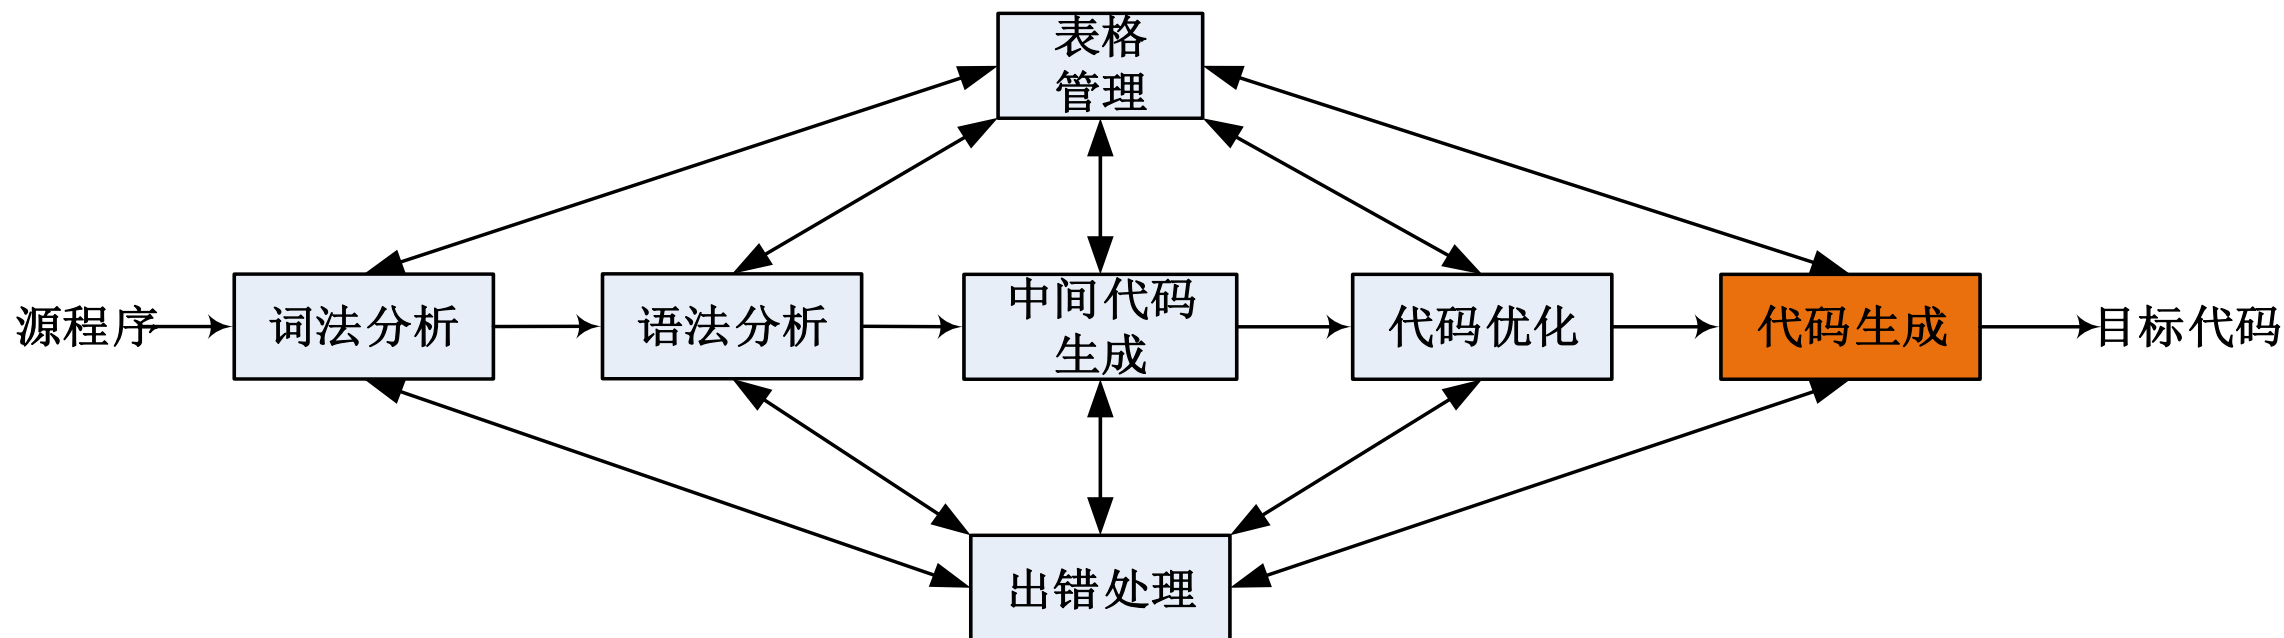 表格
管理
源程序
词法分析
语法分析
中间代码
生成
代码优化
代码生成
目标代码
出错处理